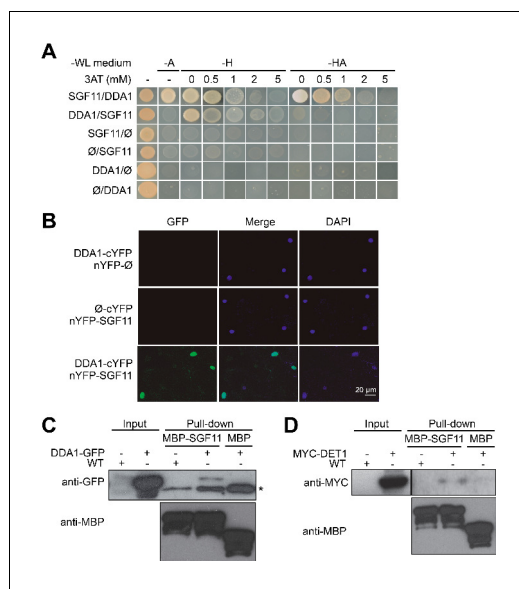 A
-WL medium -A -H -HA
3AT (mM) - - 0 0.5 1 2 5 0 0.5 1 2 5
SGF11/DDA1
DDA1/SGF11
SGF11/Ø
Ø/SGF11
DDA1/Ø
Ø/DDA1
B
GFP Merge DAPI
DDA1-cYFP
nYFP-Ø
Ø-cYFP
nYFP-SGF11
DDA1-cYFP
nYFP-SGF11
20 µm
C
Input Pull-down
MBP-SGF11 MBP
DDA1-GFP - + - + +
WT + - + - -
anti-GFP *
anti-MBP
D
Input Pull-down
MBP-SGF11 MBP
MYC-DET1 - + - + +
WT + - + - -
anti-MYC
anti-MBP